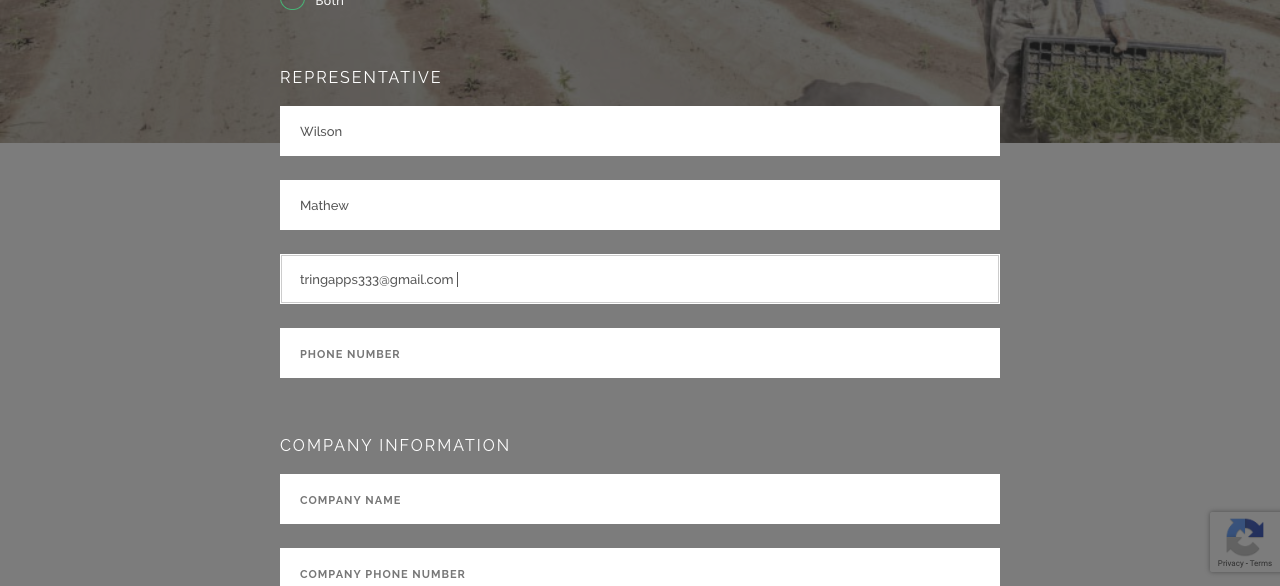 Both
REPRESENTATIVE
Wilson
Mathew
tringapps333@gmail.com
PHONE NUMBER
COMPANY INFORMATION
COMPANY NAME
COMPANY PHONE NUMBER
Privacy - Terms